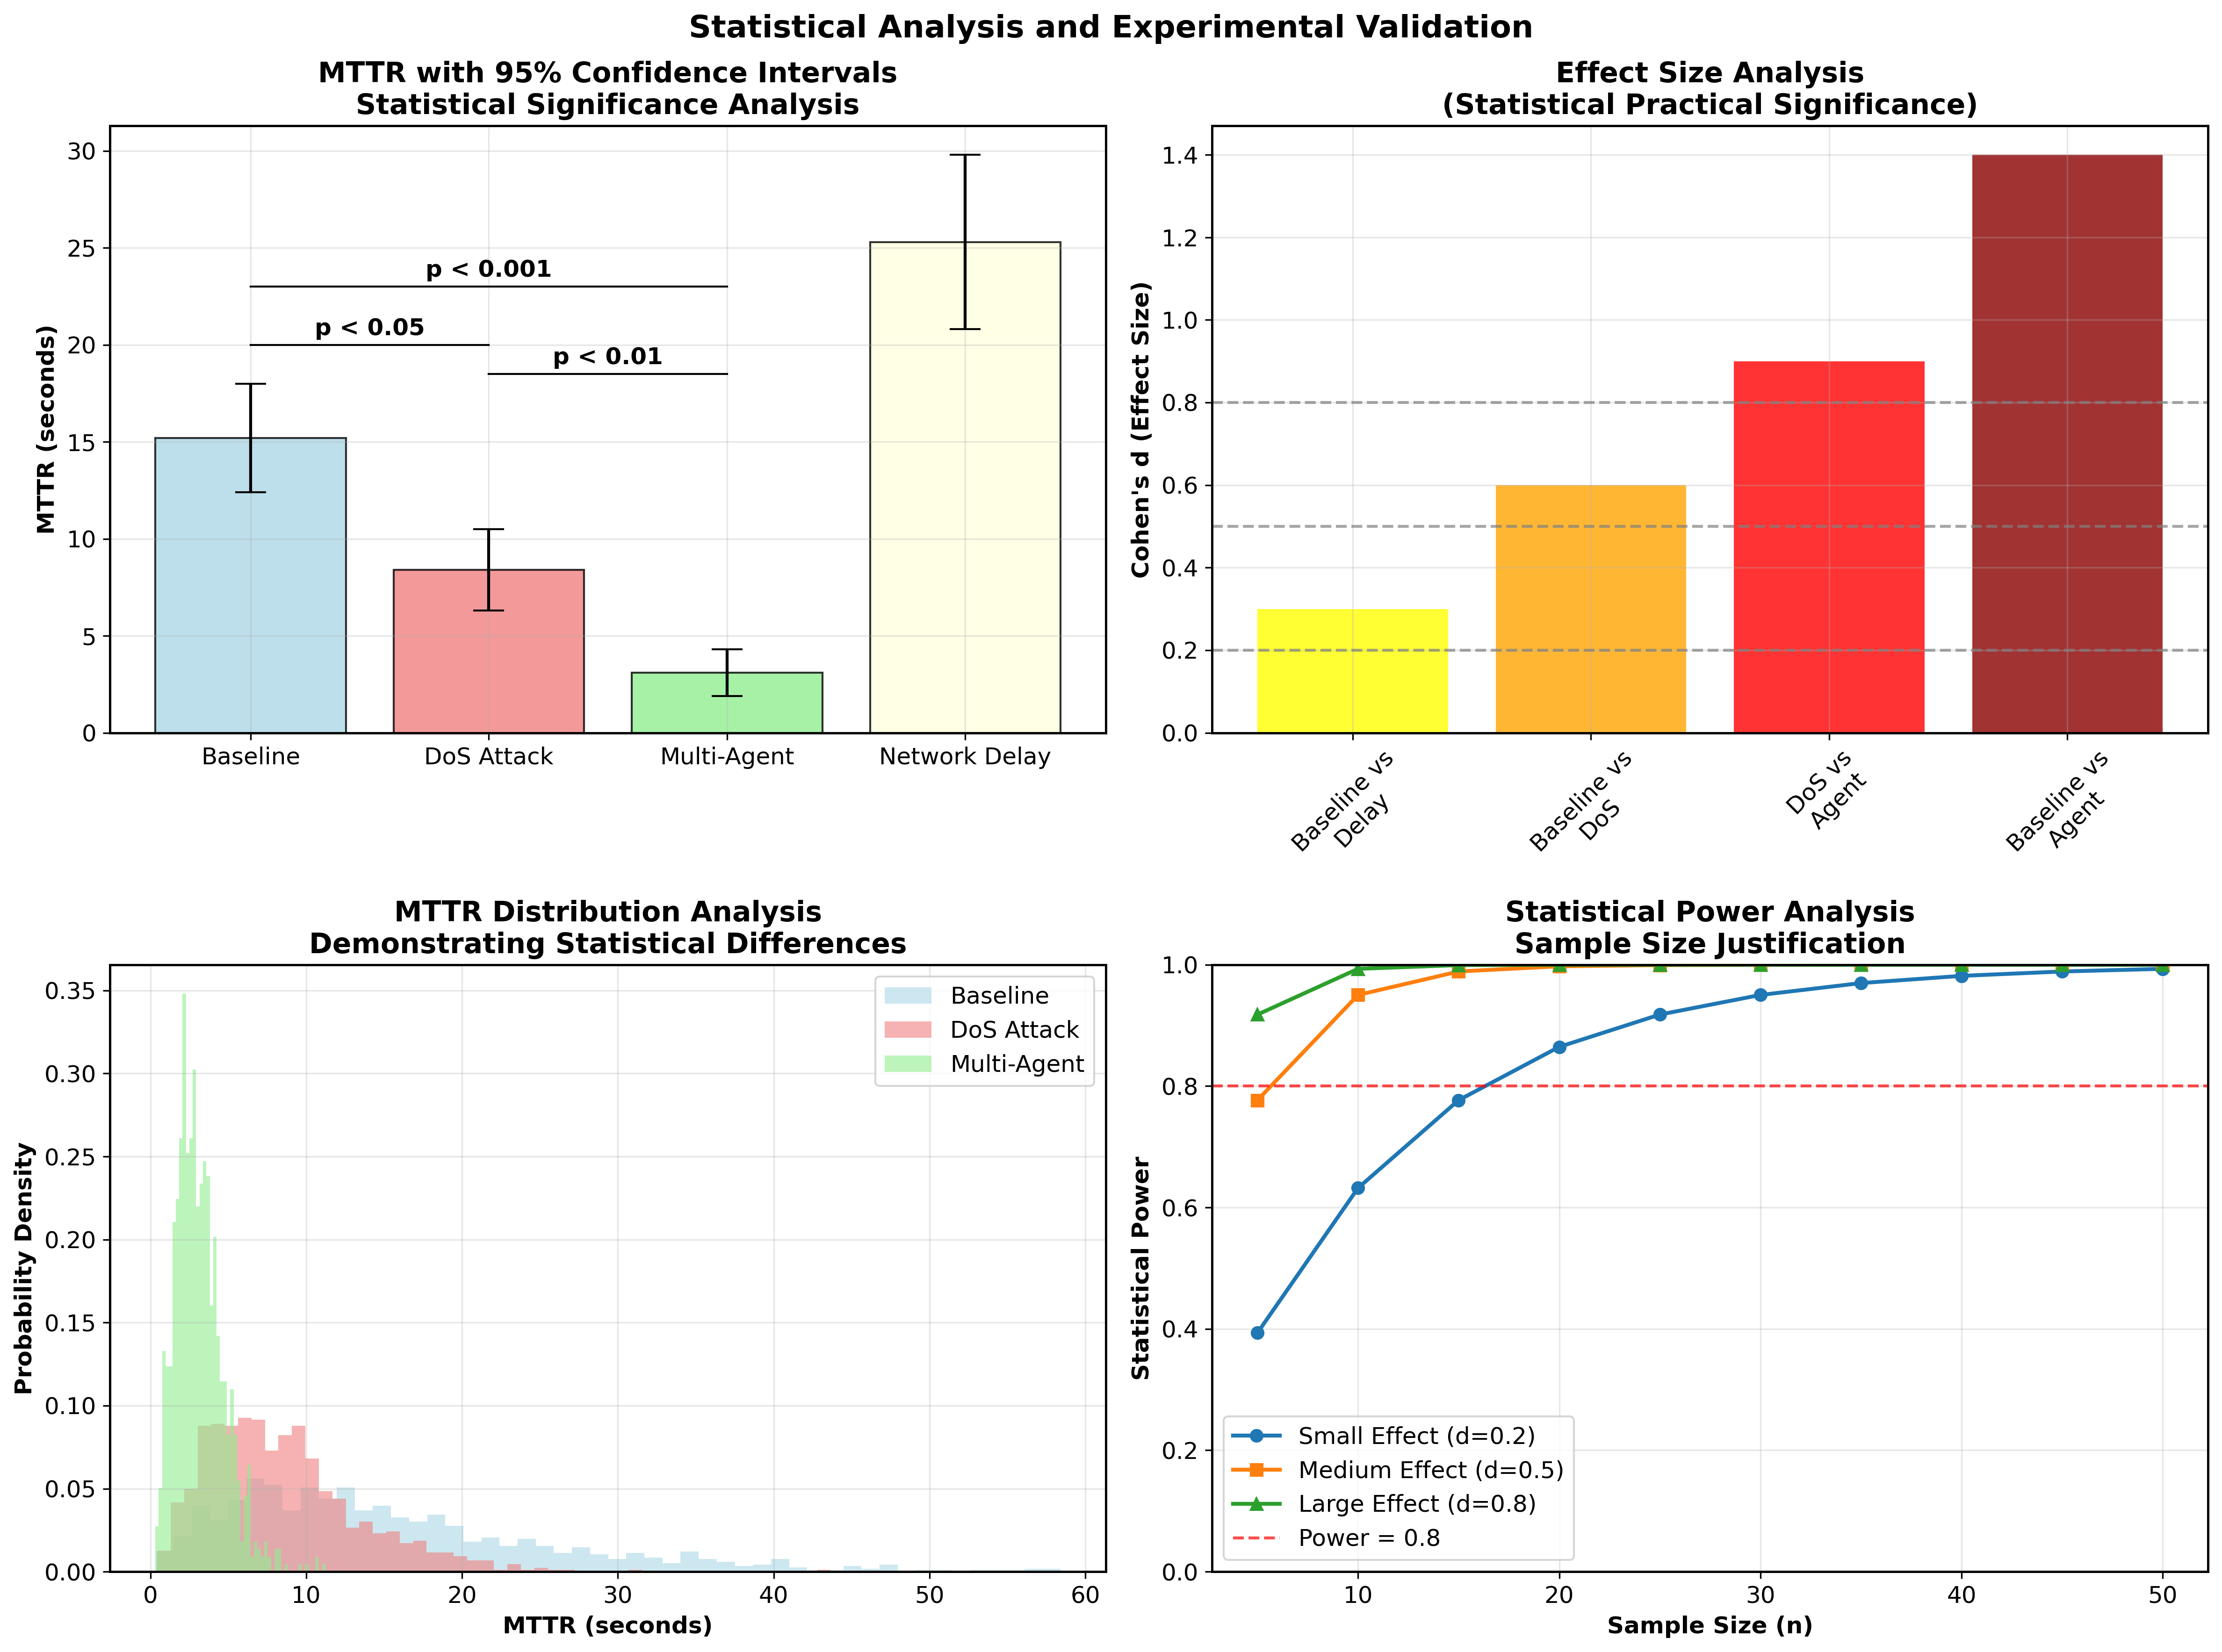 Statistical Analysis and Experimental Validation
MTTR with 95% Confidence Intervals
Statistical Significance Analysis
MTTR (seconds)
30
25
20
15
10
5
0
p < 0.001
p < 0.05
p < 0.01
Baseline
DoS Attack
Multi-Agent
Network Delay
Effect Size Analysis
(Statistical Practical Significance)
Cohen's d (Effect Size)
1.4
1.2
1.0
0.8
0.6
0.4
0.2
0.0
Baseline vs
Delay
Baseline vs
DoS
DoS vs
Agent
Baseline vs
Agent
MTTR Distribution Analysis
Demonstrating Statistical Differences
Probability Density
0.35
0.30
0.25
0.20
0.15
0.10
0.05
0.00
Baseline
DoS Attack
Multi-Agent
0
10
20
30
40
50
60
MTTR (seconds)
Statistical Power Analysis
Sample Size Justification
Statistical Power
1.0
0.8
0.6
0.4
0.2
0.0
Small Effect (d=0.2)
Medium Effect (d=0.5)
Large Effect (d=0.8)
Power = 0.8
10
20
30
40
50
Sample Size (n)